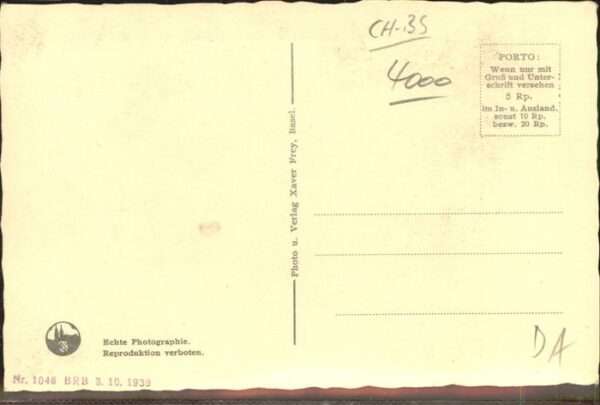 CH-BS
4000
PORTO:
Wenn nur mit
Gruß und Unter-
schrift versehen
5 Rp.
im In- u. Ausland.
sonst 10 Rp.
bezw. 20 Rp.
Photo u. Verlag Xaver Frey, Basel.
Echte Photographie.
Reproduktion verboten.
Nr. 1046 BRB 3. 10. 1939
DA